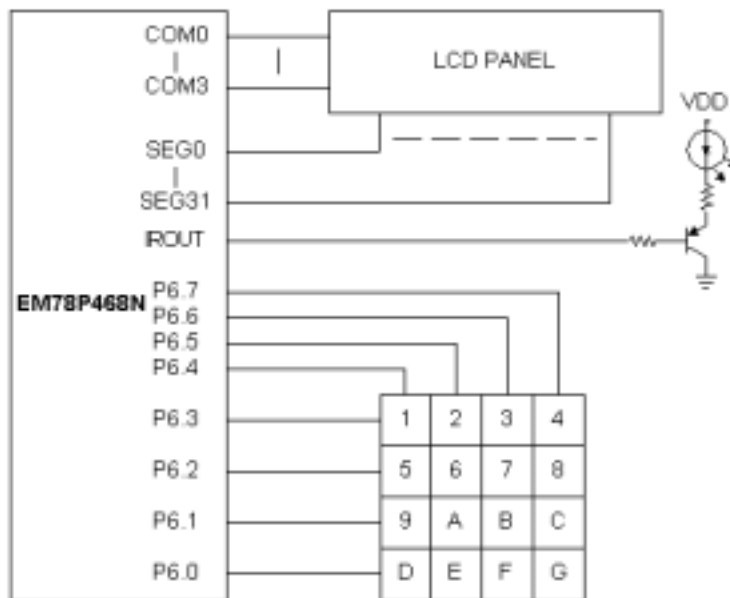 COM0
COM3
LCD PANEL
VDD
SEG0
SEG31
IROUT
EM78P468N
P6.7
P6.6
P6.5
P6.4
P6.3 1 2 3 4
P6.2 5 6 7 8
P6.1 9 A B C
P6.0 D E F G